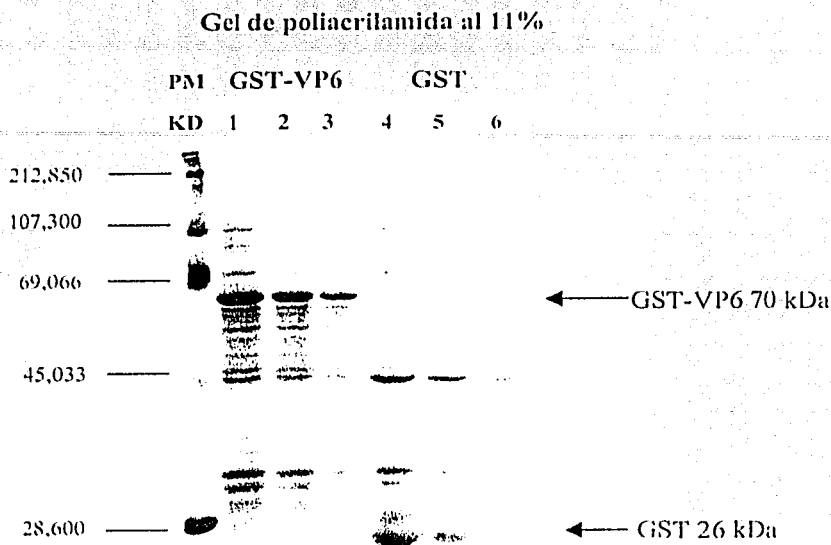 Gel de poliacrilamida al 11%
PM GST-VP6 GST
KD 1 2 3 4 5 6
212,850
107,300
69,066
GST-VP6 70 kDa
45,033
28,600
GST 26 kDa